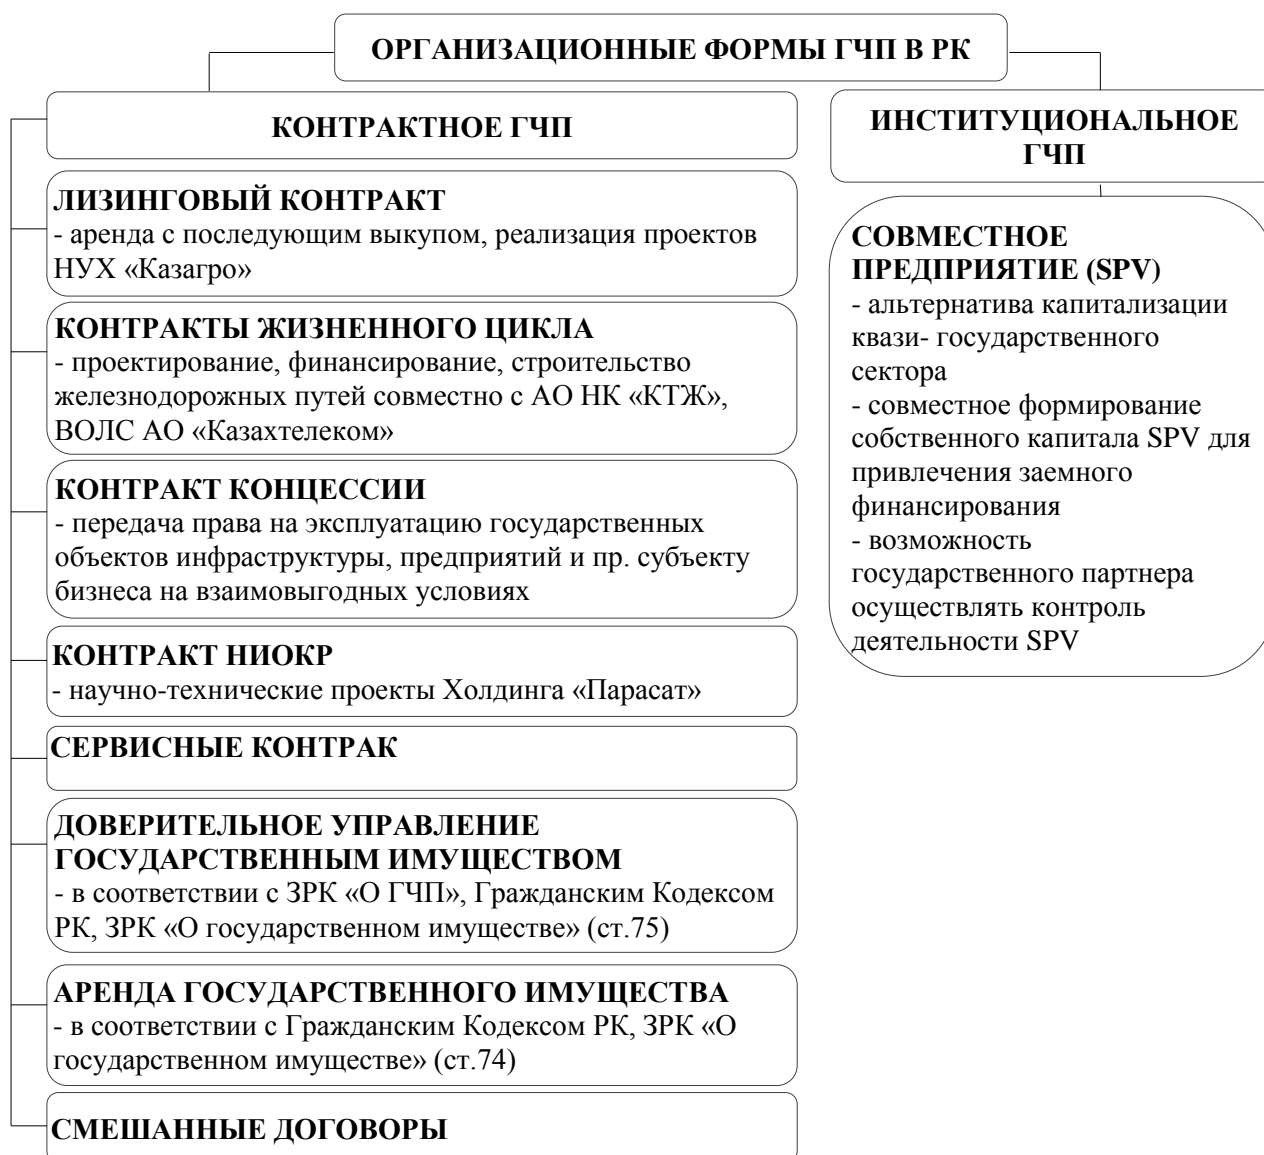 ОРГАНИЗАЦИОННЫЕ ФОРМЫ ГЧП В РК
КОНТРАКТНОЕ ГЧП
ЛИЗИНГОВЫЙ КОНТРАКТ
- аренда с последующим выкупом, реализация проектов
НУХ «Казагро»
КОНТРАКТЫ ЖИЗНЕННОГО ЦИКЛА
- проектирование, финансирование, строительство
железнодорожных путей совместно с АО НК «КТЖ»,
ВОЛС АО «Казахтелеком»
КОНТРАКТ КОНЦЕССИИ
- передача права на эксплуатацию государственных
объектов инфраструктуры, предприятий и пр. субъекту
бизнеса на взаимовыгодных условиях
КОНТРАКТ НИОКР
- научно-технические проекты Холдинга «Парасат»
СЕРВИСНЫЕ КОНТРАК
ДОВЕРИТЕЛЬНОЕ УПРАВЛЕНИЕ
ГОСУДАРСТВЕННЫМ ИМУЩЕСТВОМ
- в соответствии с ЗРК «О ГЧП», Гражданским Кодексом
РК, ЗРК «О государственном имуществе» (ст.75)
АРЕНДА ГОСУДАРСТВЕННОГО ИМУЩЕСТВА
- в соответствии с Гражданским Кодексом РК, ЗРК «О
государственном имуществе» (ст.74)
СМЕШАННЫЕ ДОГОВОРЫ
ИНСТИТУЦИОНАЛЬНОЕ
ГЧП
СОВМЕСТНОЕ
ПРЕДПРИЯТИЕ (SPV)
- альтернатива капитализации
квази- государственного
сектора
- совместное формирование
собственного капитала SPV для
привлечения заемного
финансирования
- возможность
государственного партнера
осуществлять контроль
деятельности SPV